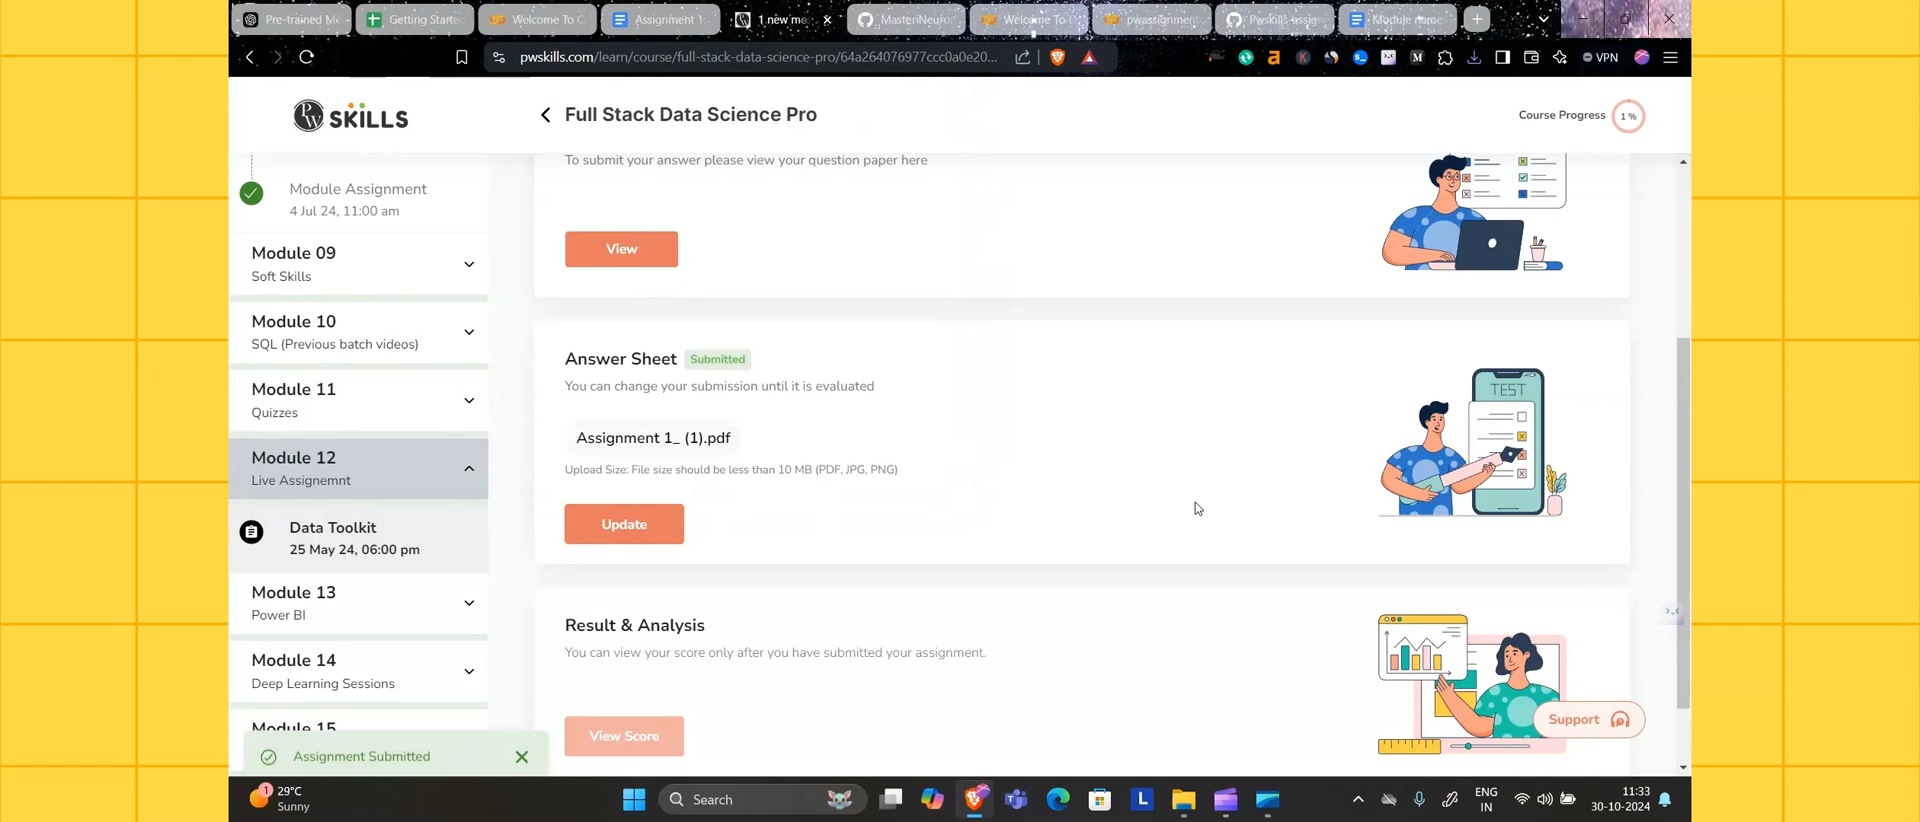 Pre-trained M
Getting Starte
Welcome To C
Assignment 1
1 new me
MasteriNeuror
Welcome To C
pwassignment
Pwskills-assig
Module name
pwskills.com/learn/course/full-stack-data-science-pro/64a264076977ccc0a0e20...
VPN
PW SKILLS
Full Stack Data Science Pro
Course Progress
1 %
Module Assignment
4 Jul 24, 11:00 am
Module 09
Soft Skills
Module 10
SQL (Previous batch videos)
Module 11
Quizzes
Module 12
Live Assignemnt
Data Toolkit
25 May 24, 06:00 pm
Module 13
Power BI
Module 14
Deep Learning Sessions
Module 15
Assignment Submitted
To submit your answer please view your question paper here
View
Answer Sheet
Submitted
You can change your submission until it is evaluated
Assignment 1_ (1).pdf
Upload Size: File size should be less than 10 MB (PDF, JPG, PNG)
Update
TEST
Result & Analysis
You can view your score only after you have submitted your assignment.
View Score
Support
1
29°C
Sunny
Search
ENG
IN
11:33
30-10-2024